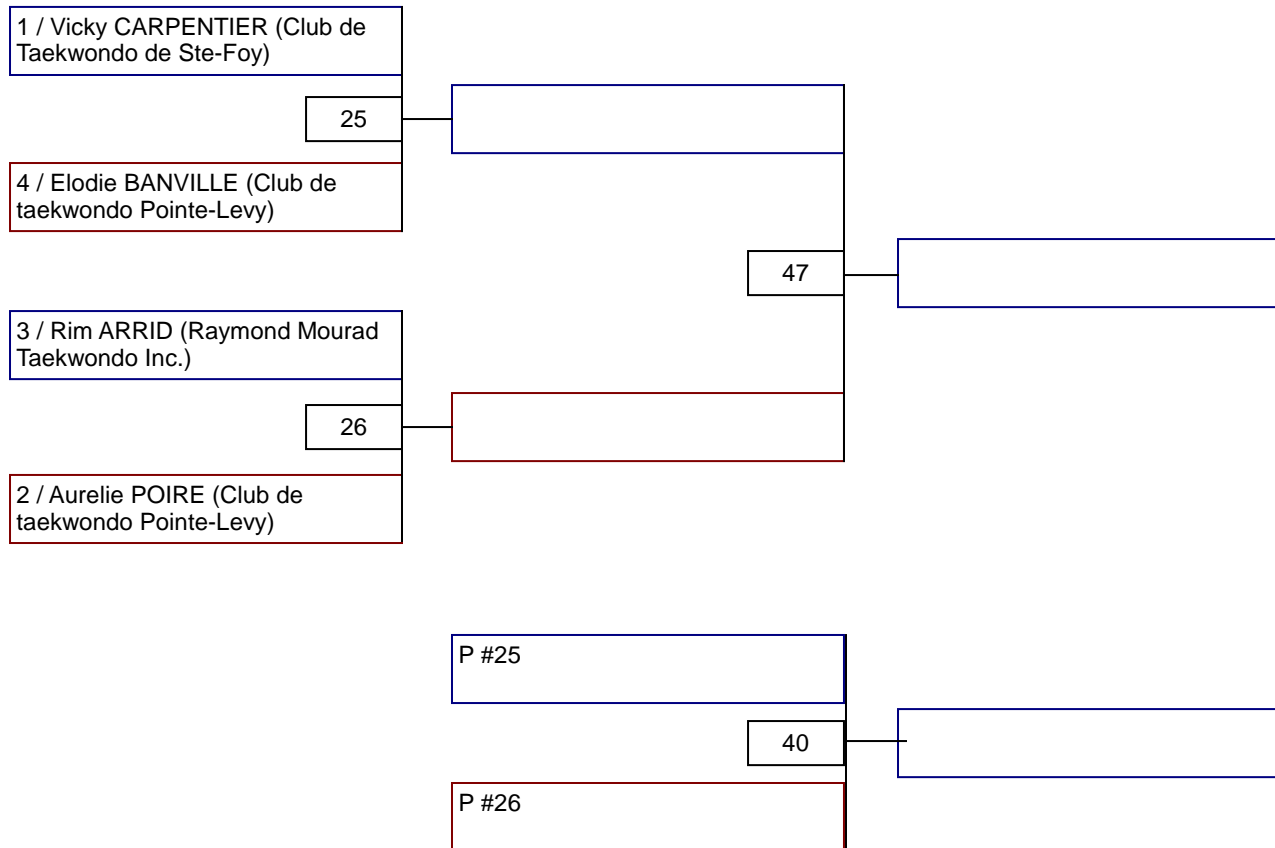 1 / Vicky CARPENTIER (Club de
Taekwondo de Ste-Foy)
25
4 / Elodie BANVILLE (Club de
taekwondo Pointe-Levy)
47
3 / Rim ARRID (Raymond Mourad
Taekwondo Inc.)
26
2 / Aurelie POIRE (Club de
taekwondo Pointe-Levy)
P #25
40
P #26